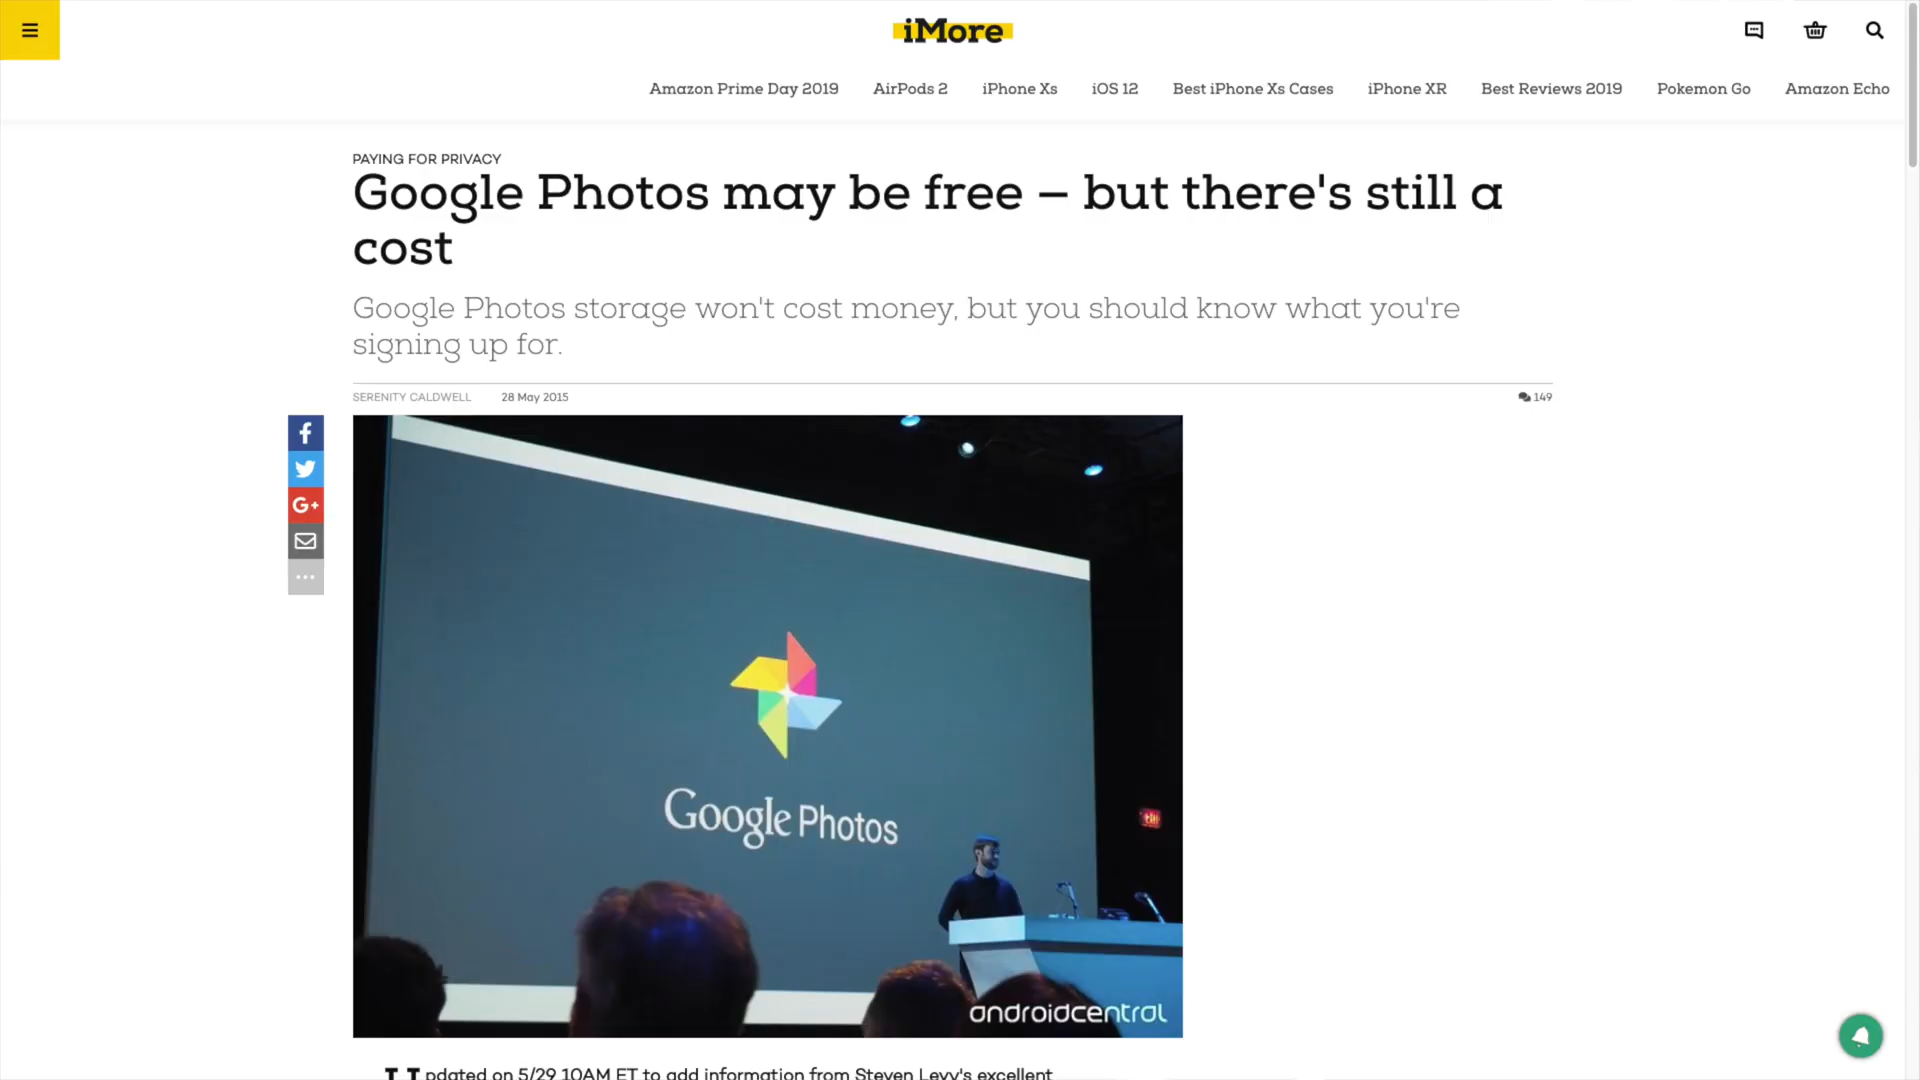 iMore
Amazon Prime Day 2019 AirPods 2 iPhone Xs iOS 12 Best iPhone Xs Cases iPhone XR Best Reviews 2019 Pokemon Go Amazon Echo
PAYING FOR PRIVACY
Google Photos may be free — but there's still a
cost
Google Photos storage won't cost money, but you should know what you're
signing up for.
SERENITY CALDWELL 28 May 2015 149
G+
Google Photos
androidcentral
Updated on 5/29 10AM ET to add information from Steven Levy's excellent